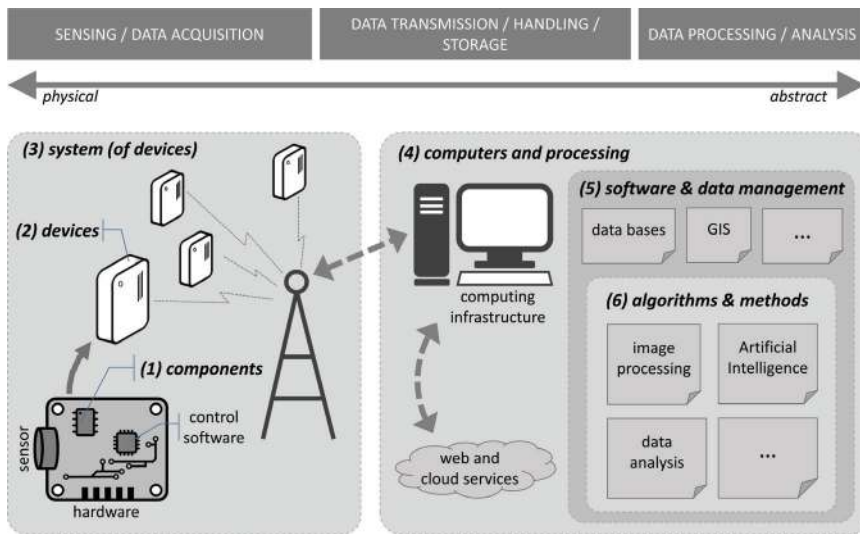 SENSING / DATA ACQUISITION
DATA TRANSMISSION / HANDLING /
STORAGE
DATA PROCESSING / ANALYSIS
physical
abstract
(3) system (of devices)
(2) devices
(1) components
control
software
sensor
hardware
(4) computers and processing
computing
infrastructure
web and
cloud services
(5) software & data management
data bases
GIS
...
(6) algorithms & methods
image
processing
Artificial
Intelligence
data
analysis
...